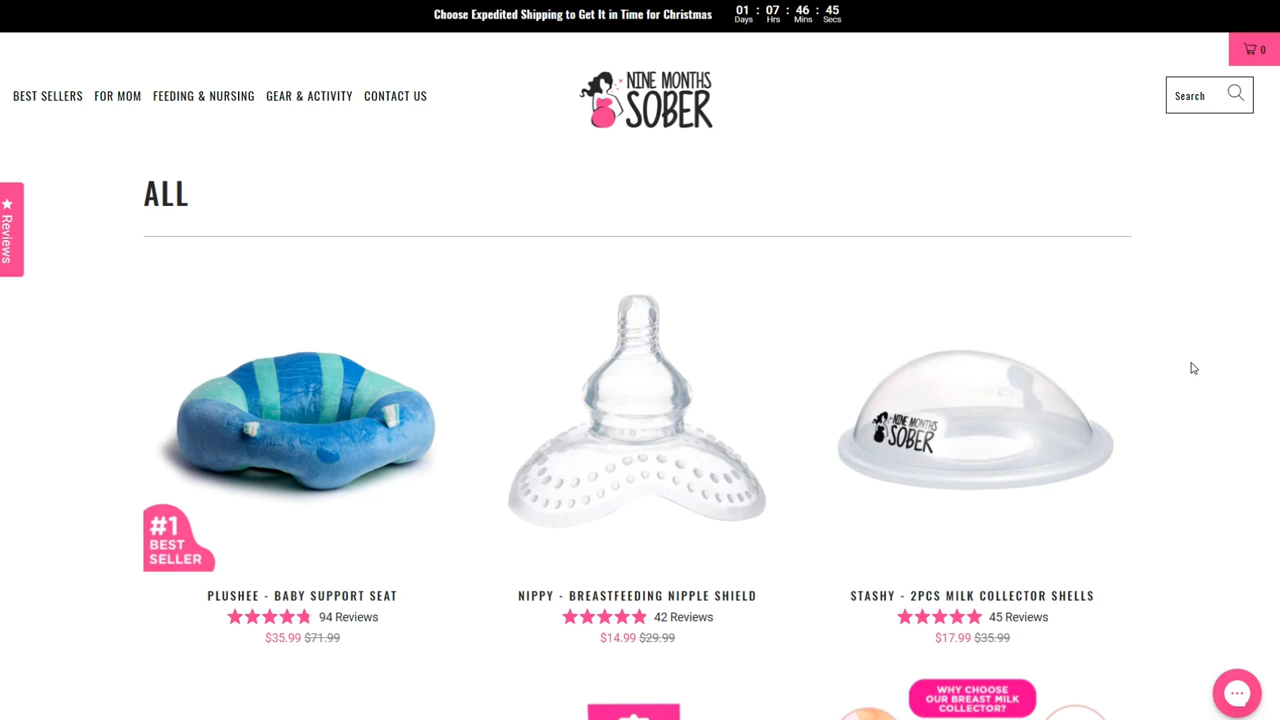 Choose Expedited Shipping to Get It in Time for Christmas
01 : 07 : 46 : 45
Days Hrs Mins Secs
0
BEST SELLERS FOR MOM FEEDING & NURSING GEAR & ACTIVITY CONTACT US
NINE MONTHS
SOBER
Search
ALL
Reviews
NINE MONTHS
SOBER
#1
BEST
SELLER
PLUSHEE - BABY SUPPORT SEAT
94 Reviews
$35.99 $71.99
NIPPY - BREASTFEEDING NIPPLE SHIELD
42 Reviews
$14.99 $29.99
STASHY - 2PCS MILK COLLECTOR SHELLS
45 Reviews
$17.99 $35.99
WHY CHOOSE
OUR BREAST MILK
COLLECTOR?